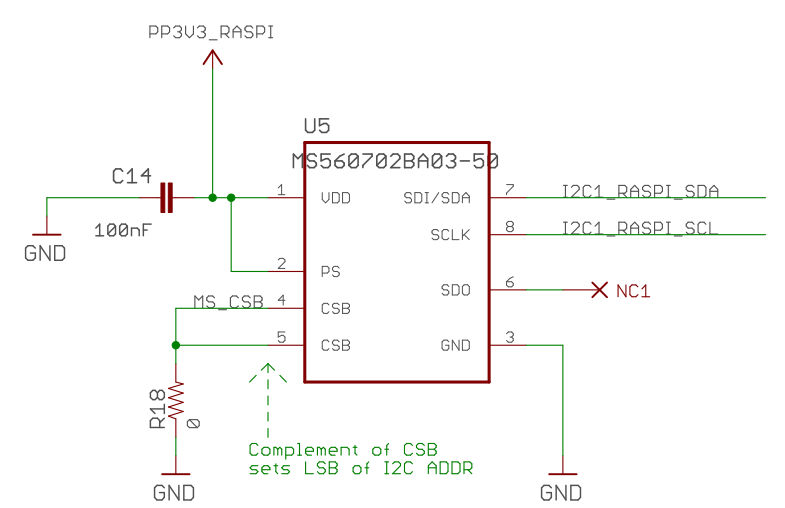 PP3V3_RASPI
U5
MS560702BA03-50
C14
100nF
GND
1 VDD SDI/SDA 7 I2C1_RASPI_SDA
SCLK 8 I2C1_RASPI_SCL
2 PS
SDO 6 NC1
MS_CSB 4 CSB
5 CSB GND 3
R18
0
Complement of CSB
sets LSB of I2C ADDR
GND
GND